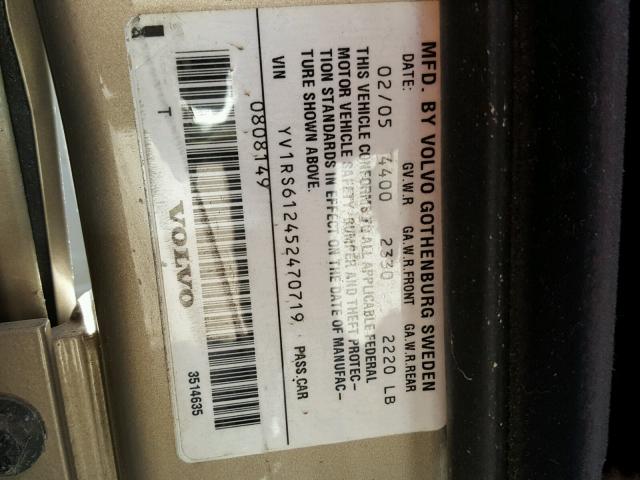 MFD. BY VOLVO GOTHENBURG SWEDEN
DATE: GV.W.R GA.W.R FRONT GA.W.R.REAR
02/05 4400 2330 2220 LB
THIS VEHICLE CONFORMS TO ALL APPLICABLE FEDERAL
MOTOR VEHICLE SAFETY, BUMPER AND THEFT PROTEC-
TION STANDARDS IN EFFECT ON THE DATE OF MANUFAC-
TURE SHOWN ABOVE.
VIN YV1RS612452470719, PASS.CAR
0808149
T VOLVO 3514635